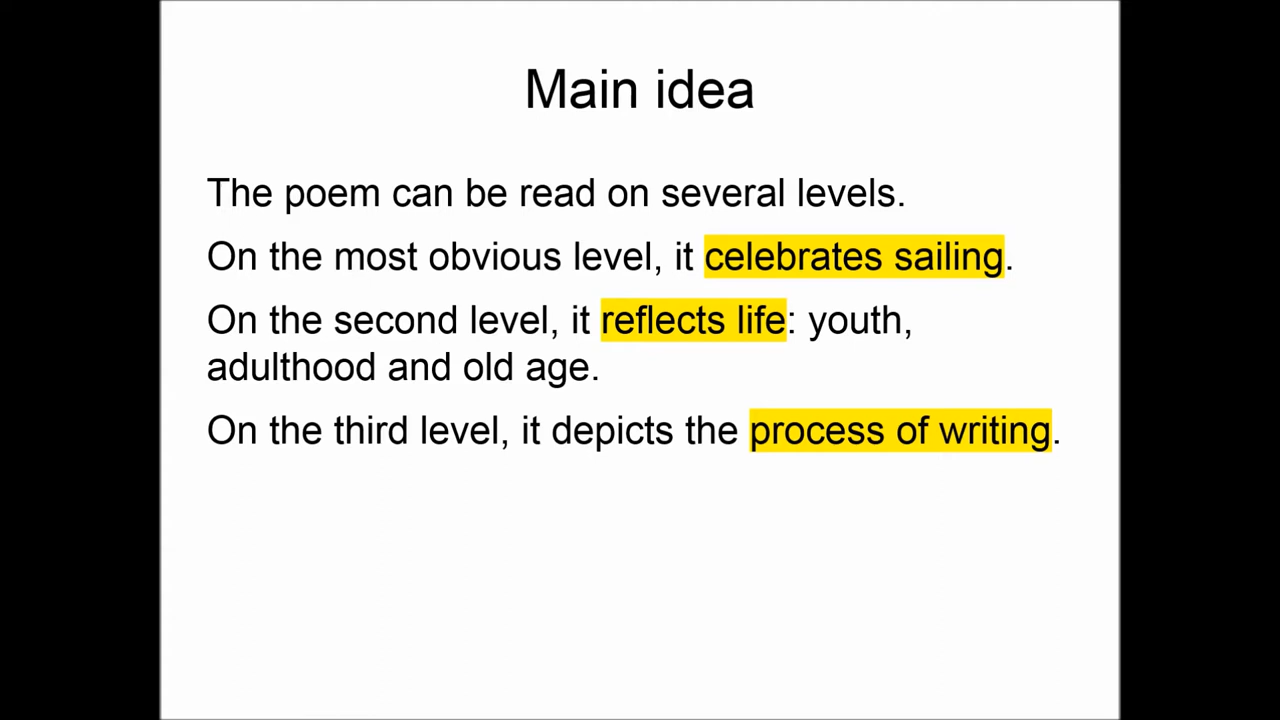 Main idea
The poem can be read on several levels.
On the most obvious level, it celebrates sailing.
On the second level, it reflects life: youth,
adulthood and old age.
On the third level, it depicts the process of writing.